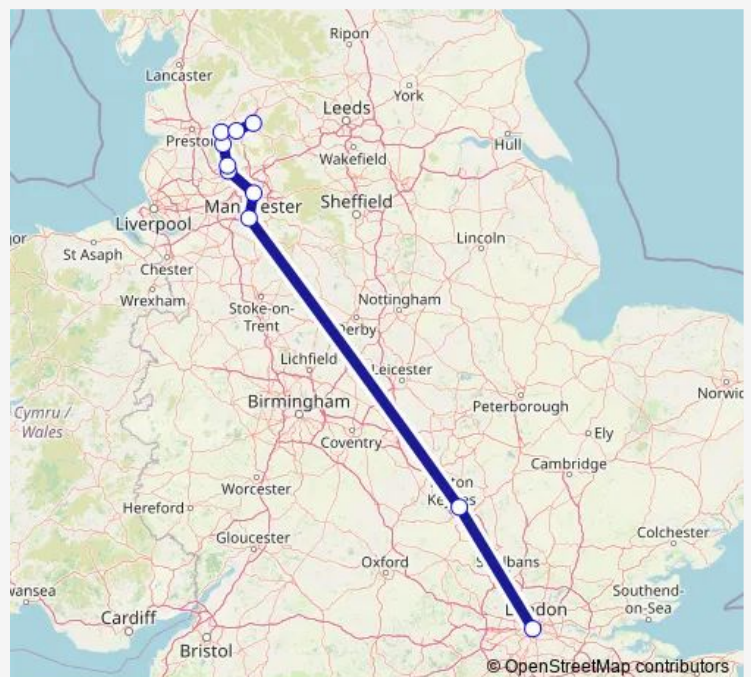 Ripon
Lancaster
York
Leeds
Preston
Hull
Wakefield
Manchester
Sheffield
Liverpool
Lincoln
St Asaph
Chester
Wrexham
Nottingham
Stoke-on-
Trent
Derby
Lichfield
Leicester
Birmingham
Peterborough
Cymru /
Wales
Coventry
Ely
Cambridge
Worcester
Hereford
Colchester
Gloucester
Oxford
Southend-
on-Sea
London
Cardiff
Bristol
© OpenStreetMap contributors